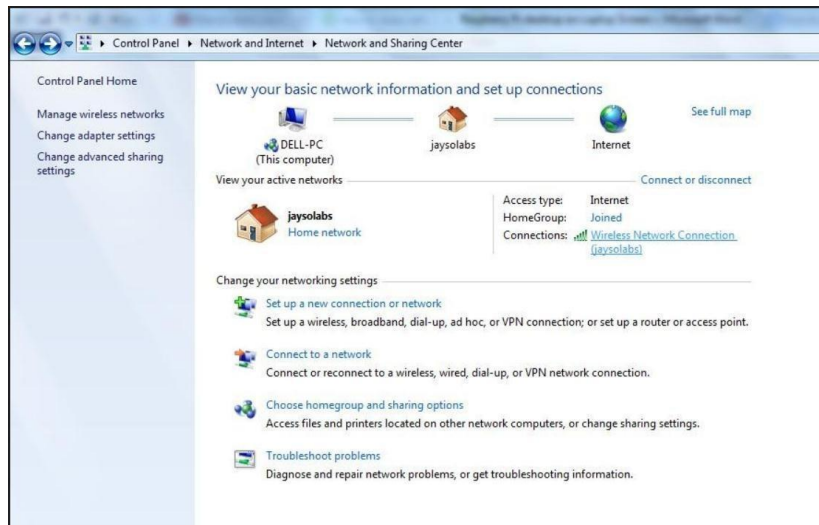 Control Panel ▸ Network and Internet ▸ Network and Sharing Center
Control Panel Home
Manage wireless networks
Change adapter settings
Change advanced sharing
settings
View your basic network information and set up connections
See full map
DELL-PC
(This computer)
jaysolabs
Internet
View your active networks
Connect or disconnect
jaysolabs
Home network
Access type: Internet
HomeGroup: Joined
Connections: Wireless Network Connection
(jaysolabs)
Change your networking settings
Set up a new connection or network
Set up a wireless, broadband, dial-up, ad hoc, or VPN connection; or set up a router or access point.
Connect to a network
Connect or reconnect to a wireless, wired, dial-up, or VPN network connection.
Choose homegroup and sharing options
Access files and printers located on other network computers, or change sharing settings.
Troubleshoot problems
Diagnose and repair network problems, or get troubleshooting information.